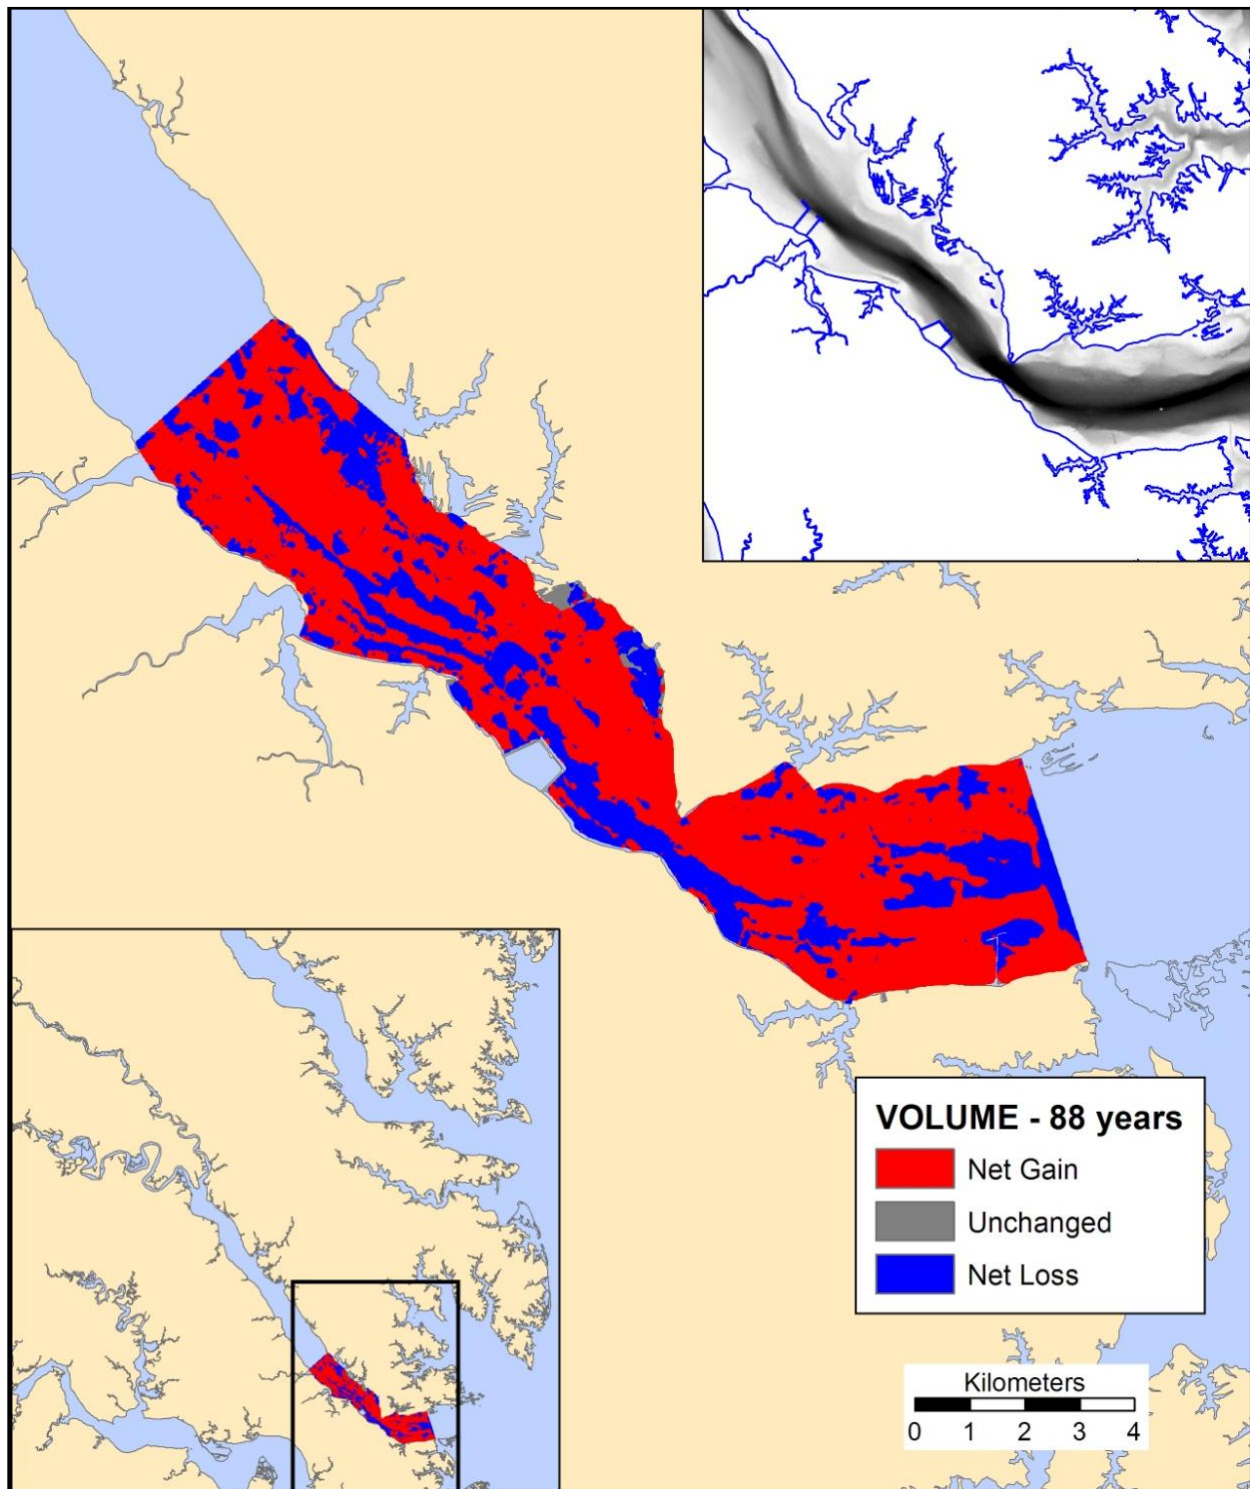 VOLUME - 88 years
Net Gain
Unchanged
Net Loss
Kilometers
0 1 2 3 4